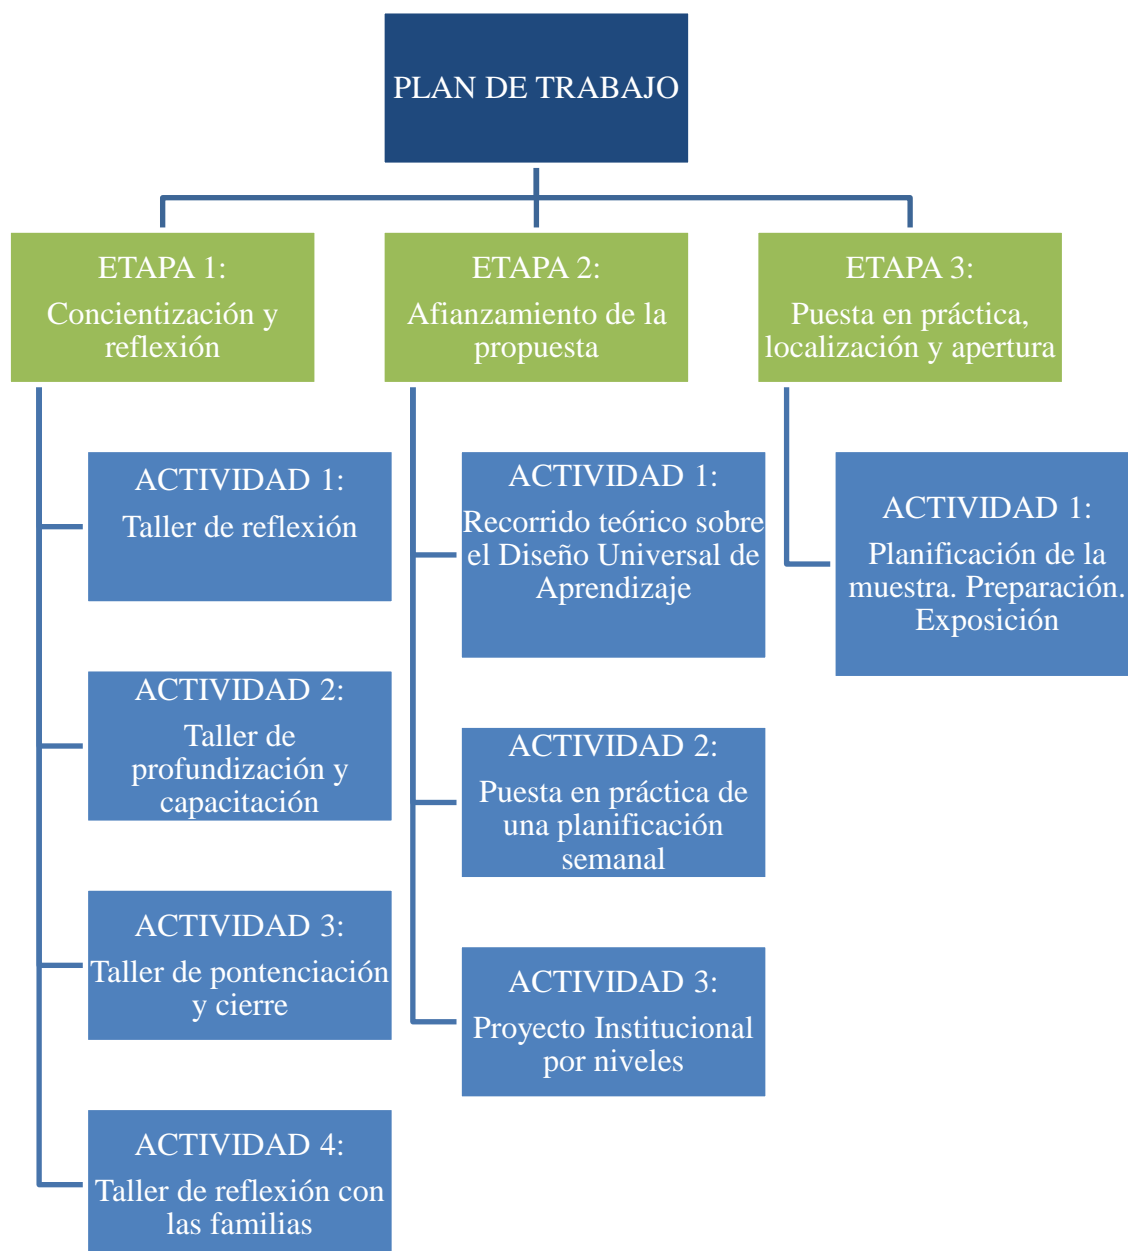 PLAN DE TRABAJO
ETAPA 1:
Concientización y
reflexión
ACTIVIDAD 1:
Taller de reflexión
ACTIVIDAD 2:
Taller de
profundización y
capacitación
ACTIVIDAD 3:
Taller de pontenciación
y cierre
ACTIVIDAD 4:
Taller de reflexión con
las familias
ETAPA 2:
Afianzamiento de la
propuesta
ACTIVIDAD 1:
Recorrido teórico sobre
el Diseño Universal de
Aprendizaje
ACTIVIDAD 2:
Puesta en práctica de
una planificación
semanal
ACTIVIDAD 3:
Proyecto Institucional
por niveles
ETAPA 3:
Puesta en práctica,
localización y apertura
ACTIVIDAD 1:
Planificación de la
muestra. Preparación.
Exposición